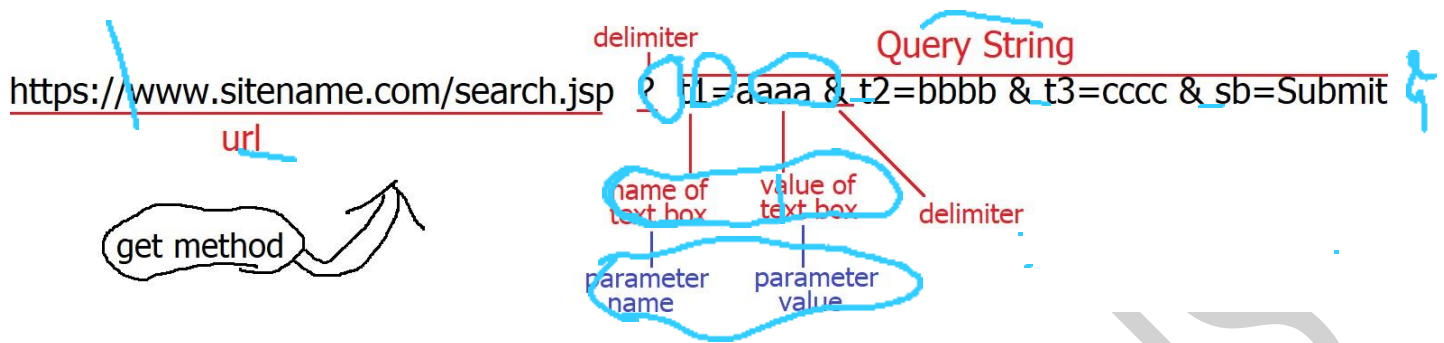 delimiter
Query String
https://www.sitename.com/search.jsp ? t1=aaaa & t2=bbbb & t3=cccc & sb=Submit
url
name of
text box
value of
text box
delimiter
get method
parameter
name
parameter
value